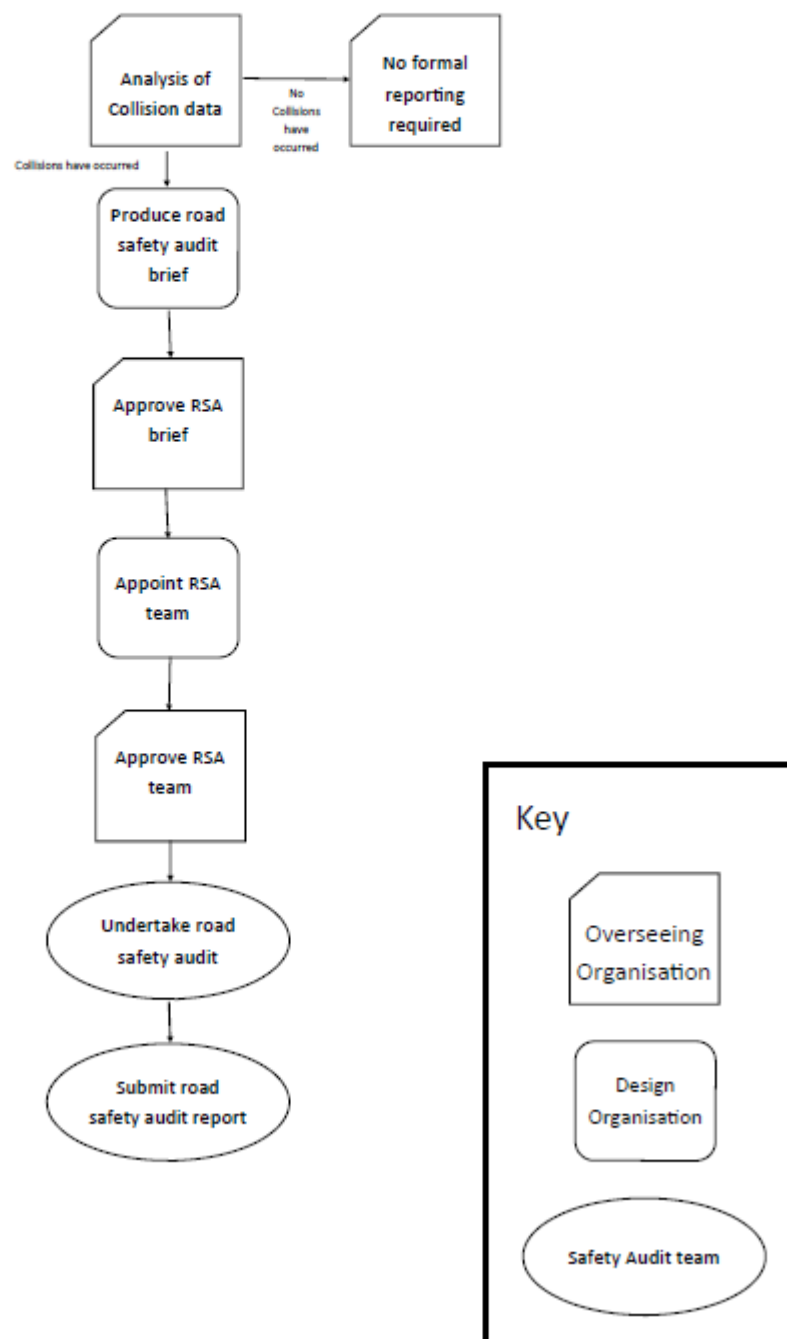 Analysis of
Collision data
No formal
reporting
required
No
Collisions
have
occurred
Collisions have occurred
Produce road
safety audit
brief
Approve RSA
brief
Appoint RSA
team
Approve RSA
team
Undertake road
safety audit
Submit road
safety audit report
Key
Overseeing
Organisation
Design
Organisation
Safety Audit team